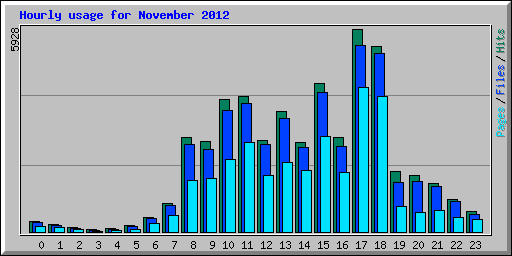 Hourly usage for November 2012
5928
Pages/Files/Hits
0 1 2 3 4 5 6 7 8 9 10 11 12 13 14 15 16 17 18 19 20 21 22 23